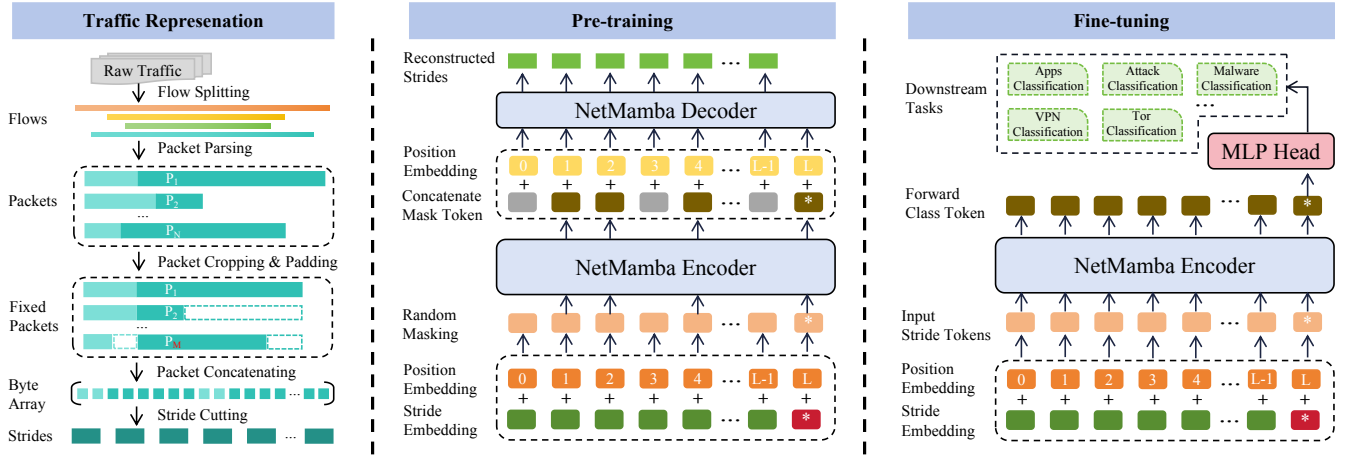 Traffic Represenation
Raw Traffic
Flow Splitting
Flows
Packet Parsing
P1
Packets
P2
...
PN
Packet Cropping & Padding
P1
Fixed
Packets
P2
...
PM
Packet Concatenating
Byte
Array
...
Stride Cutting
Strides
...
Pre-training
Reconstructed
Strides
...
NetMamba Decoder
Position
Embedding
0 1 2 3 4 ... L-1 L
+ + + + + + +
Concatenate
Mask Token
... *
NetMamba Encoder
Random
Masking
... *
Position
Embedding
0 1 2 3 4 ... L-1 L
+ + + + + + +
Stride
Embedding
... *
Fine-tuning
Downstream
Tasks
Apps
Classification
Attack
Classification
Malware
Classification
...
VPN
Classification
Tor
Classification
MLP Head
Forward
Class Token
... *
NetMamba Encoder
Input
Stride Tokens
... *
Position
Embedding
0 1 2 3 4 ... L-1 L
+ + + + + + +
Stride
Embedding
... *